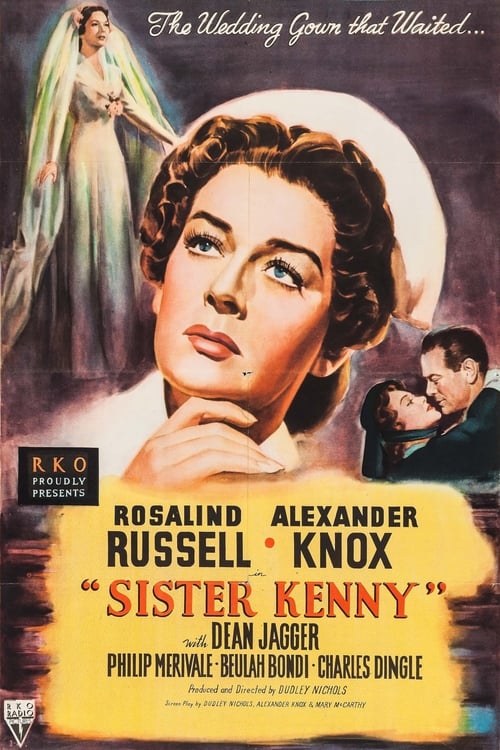 The Wedding Gown that Waited...
RKO
PROUDLY
PRESENTS
ROSALIND ALEXANDER
RUSSELL • KNOX
in
"SISTER KENNY"
with DEAN JAGGER
PHILIP MERIVALE · BEULAH BONDI · CHARLES DINGLE
Produced and Directed by DUDLEY NICHOLS
Screen Play by DUDLEY NICHOLS, ALEXANDER KNOX & MARY McCARTHY
RKO
RADIO